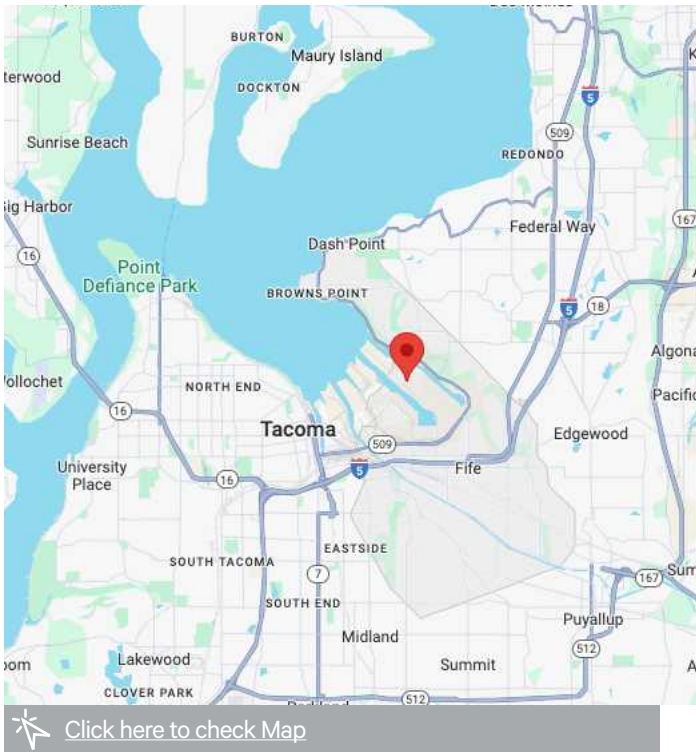 BURTON
Maury Island
terwood
DOCKTON
5
509
Sunrise Beach
REDONDO
ig Harbor
167
Federal Way
16
Dash Point
Point
Defiance Park
BROWNS POINT
5
18
Algona
ollochet
NORTH END
Pacific
16
Tacoma
509
Edgewood
5
Fife
University
Place
16
EASTSIDE
SOUTH TACOMA
7
167
Sum
SOUTH END
Puyallup
Midland
512
Lakewood
Summit
oom
CLOVER PARK
512
Click here to check Map